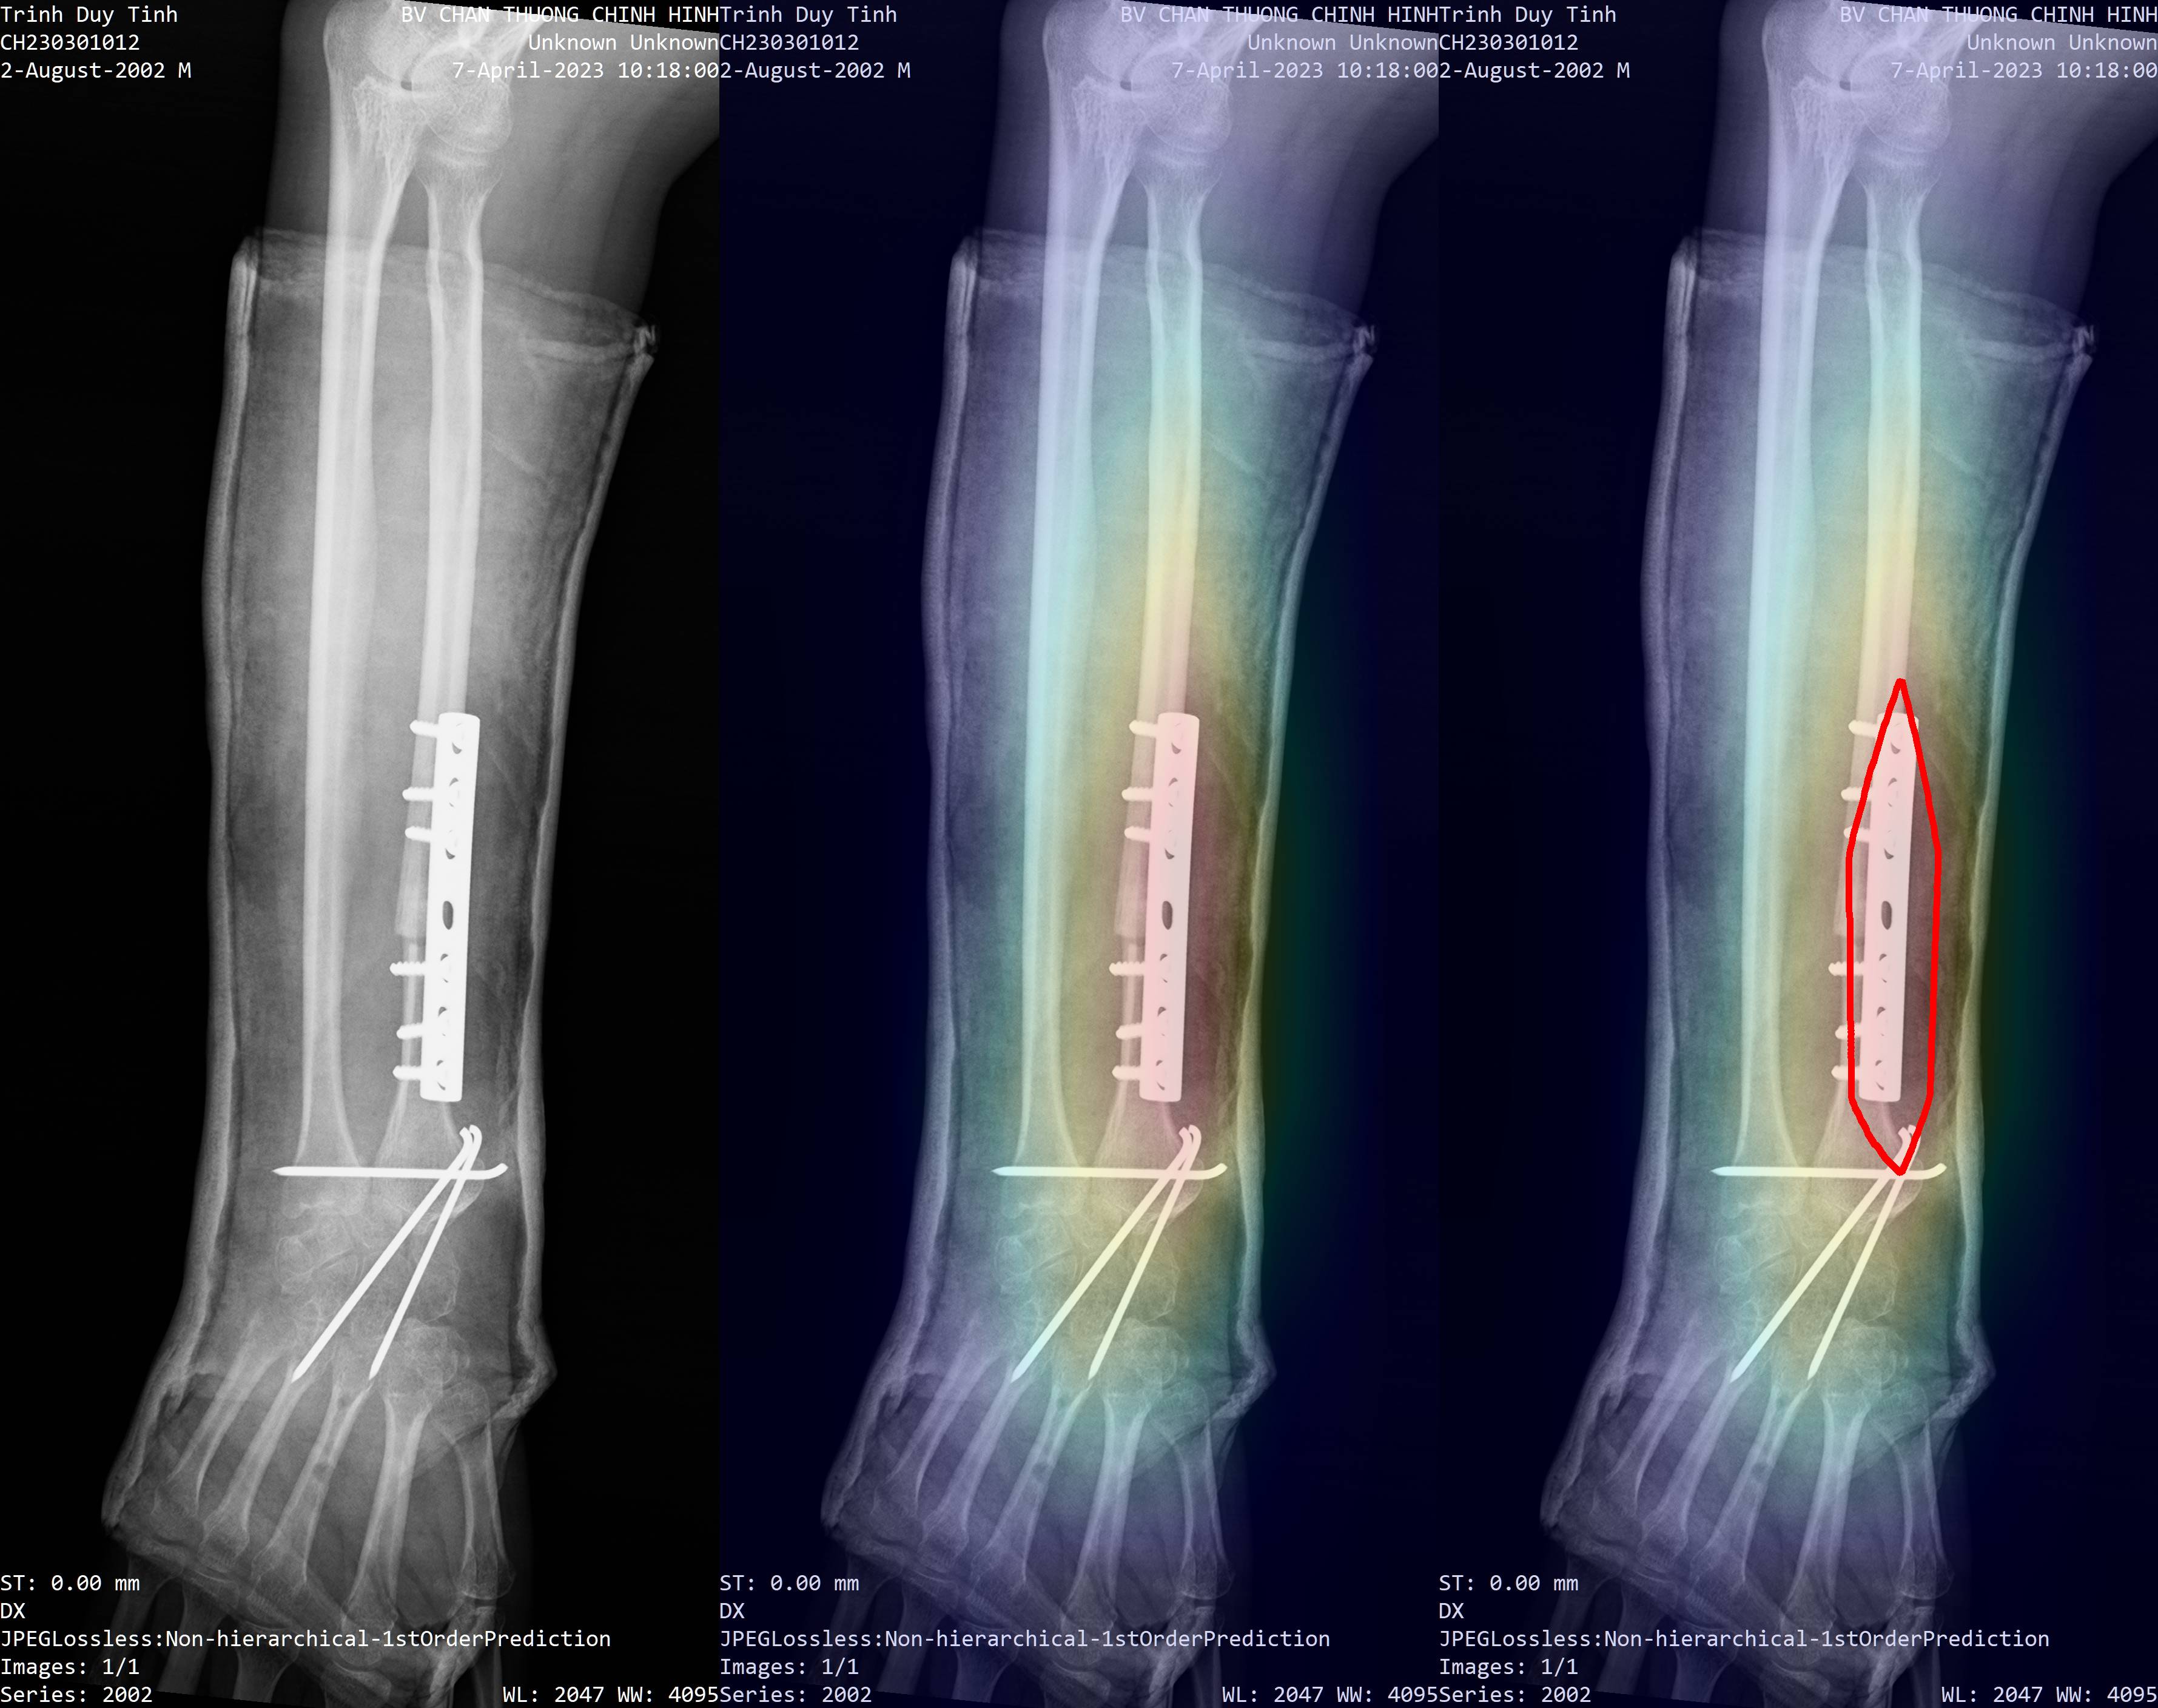 Trinh Duy Tinh
CH230301012
2-August-2002 M
BV CHAN THUONG CHINH HINH
Unknown Unknown
7-April-2023 10:18:00
Trinh Duy Tinh
CH230301012
2-August-2002 M
BV CHAN THUONG CHINH HINH
Unknown Unknown
7-April-2023 10:18:00
Trinh Duy Tinh
CH230301012
2-August-2002 M
BV CHAN THUONG CHINH HINH
Unknown Unknown
7-April-2023 10:18:00
ST: 0.00 mm
DX
JPEGLossless:Non-hierarchical-1stOrderPrediction
Images: 1/1
Series: 2002
WL: 2047 WW: 4095
ST: 0.00 mm
DX
JPEGLossless:Non-hierarchical-1stOrderPrediction
Images: 1/1
Series: 2002
WL: 2047 WW: 4095
ST: 0.00 mm
DX
JPEGLossless:Non-hierarchical-1stOrderPrediction
Images: 1/1
Series: 2002
WL: 2047 WW: 4095